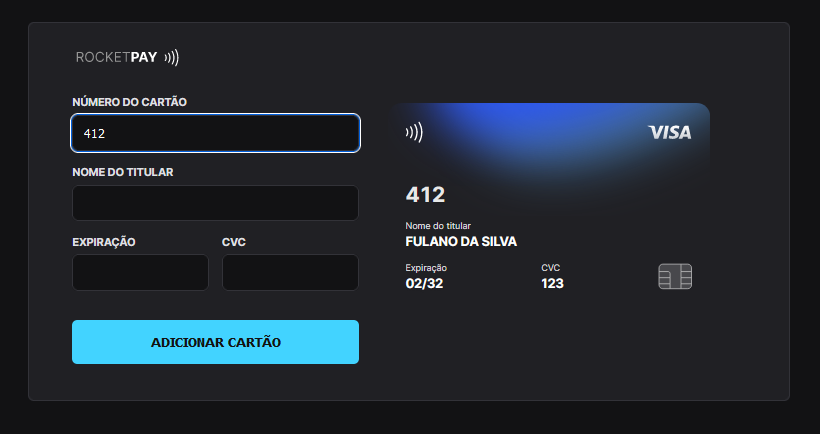 ROCKETPAY
NÚMERO DO CARTÃO
412
NOME DO TITULAR
EXPIRAÇÃO CVC
ADICIONAR CARTÃO
VISA
412
Nome do titular
FULANO DA SILVA
Expiração CVC
02/32 123